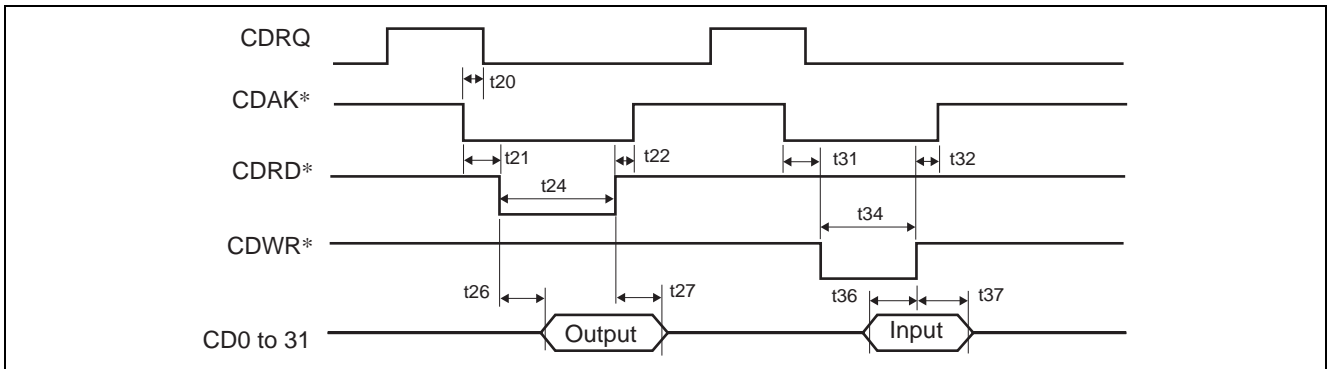 CDRQ
t20
CDAK*
t21
t22
t31
t32
CDRD*
t24
t34
CDWR*
t26
t27
t36
t37
CD0 to 31
Output
Input